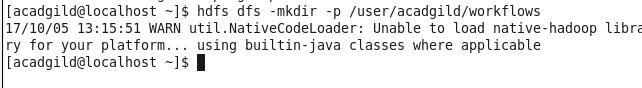 [acadgild@localhost ~]$ hdfs dfs -mkdir -p /user/acadgild/workflows
17/10/05 13:15:51 WARN util.NativeCodeLoader: Unable to load native-hadoop libra
ry for your platform... using builtin-java classes where applicable
[acadgild@localhost ~]$